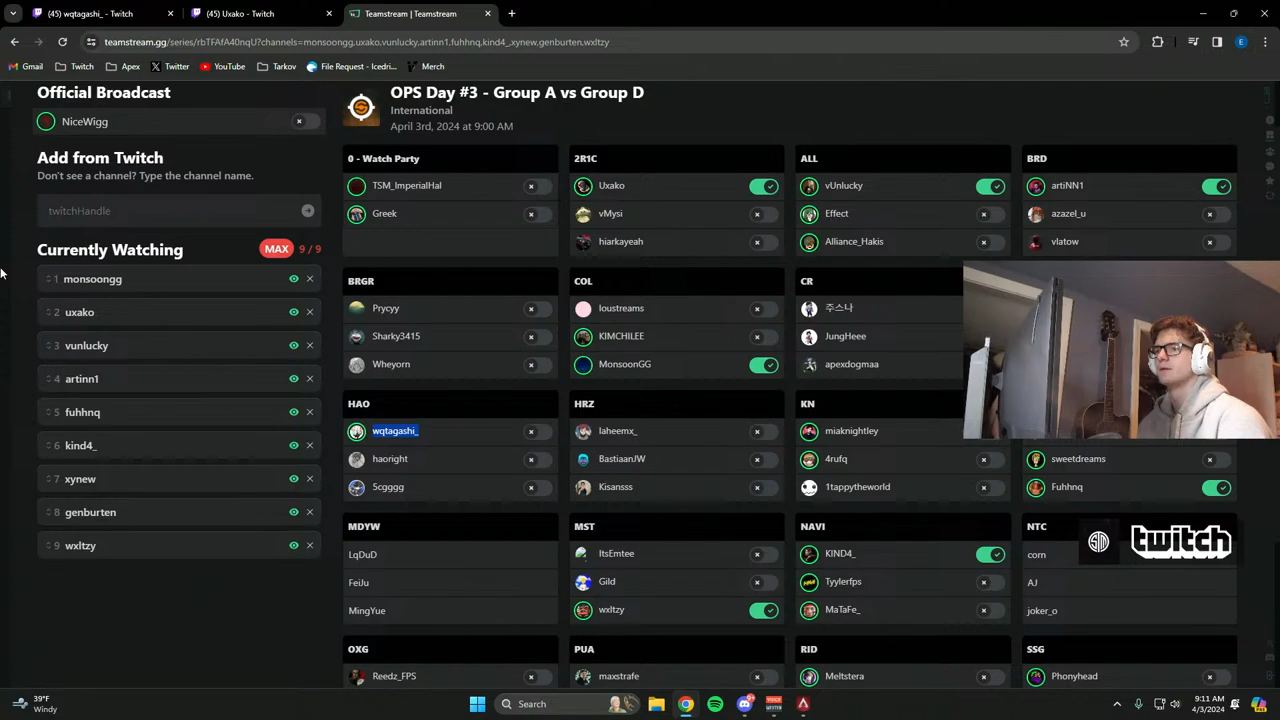 (45) wqtagashi_ - Twitch
(45) Uxako - Twitch
Teamstream | Teamstream
teamstream.gg/series/rbTFAfA40nqU?channels=monsoongg,uxako,vunlucky,artinn1,fuhhnq,kind4_,xynew,genburten,wxltzy
Gmail
Twitch
Apex
Twitter
YouTube
Tarkov
File Request - Icedri...
Merch
Official Broadcast
NiceWigg
Add from Twitch
Don't see a channel? Type the channel name.
twitchHandle
Currently Watching MAX 9 / 9
1 monsoongg
2 uxako
3 vunlucky
4 artinn1
5 fuhhnq
6 kind4_
7 xynew
8 genburten
9 wxltzy
OPS Day #3 - Group A vs Group D
International
April 3rd, 2024 at 9:00 AM
0 - Watch Party
TSM_ImperialHal
Greek
2R1C
Uxako
vMysi
hiarkayeah
ALL
vUnlucky
Effect
Alliance_Hakis
BRD
artiNN1
azazel_u
vlatow
BRGR
Prycyy
Sharky3415
Wheyorn
COL
loustreams
KIMCHILEE
MonsoonGG
CR
주소나
JungHeee
apexdogmaa
HAO
wqtagashi_
haoright
5cgggg
HRZ
laheemx_
BastiaanJW
Kisansss
KN
miaknightley
4rufq
1tappytheworld
sweetdreams
Fuhhnq
MDYW
LqDuD
FeiJu
MingYue
MST
ItsEmtee
Gild
wxltzy
NAVI
KIND4_
Tyylerfps
MaTaFe_
NTC
corn
AJ
joker_o
TSM
twitch
OXG
Reedz_FPS
PUA
maxstrafe
RID
Meltstera
SSG
Phonyhead
39°F
Windy
Search
9:11 AM
4/3/2024